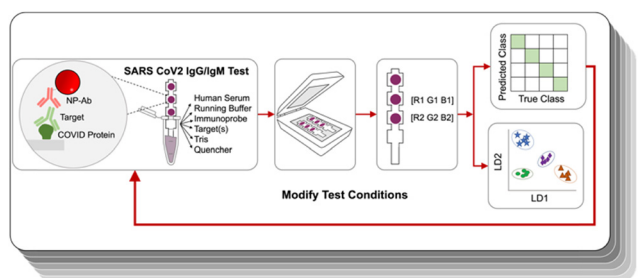 SARS CoV2 IgG/IgM Test
NP-Ab
Target
COVID Protein
Human Serum
Running Buffer
Immunoprobe
Target(s)
Tris
Quencher
[R1 G1 B1]
[R2 G2 B2]
Predicted Class
True Class
LD2
LD1
Modify Test Conditions